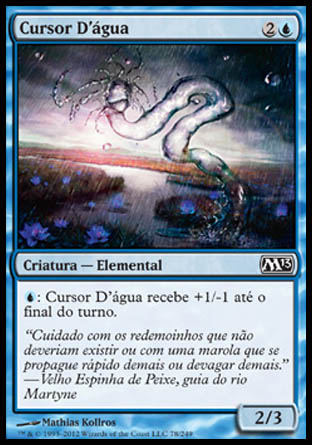 Cursor D'água 2
Criatura — Elemental M13
: Cursor D'água recebe +1/-1 até o
final do turno.
“Cuidado com os redemoinhos que não
deveriam existir ou com uma marola que se
propague rápido demais ou devagar demais.”
—Velho Espinha de Peixe, guia do rio
Martyne
Mathias Kollros
™ & © 1993–2012 Wizards of the Coast LLC 78/249
2/3